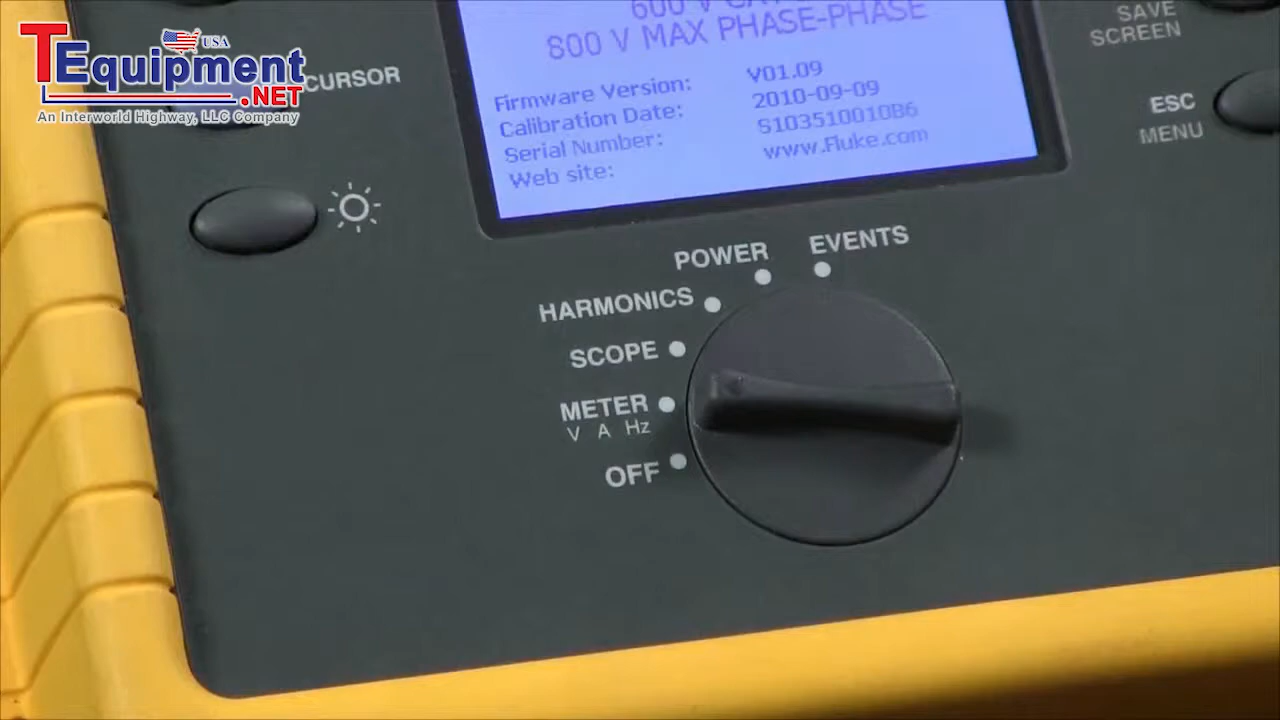 TEquipment
USA
.NET
An Interworld Highway, LLC Company
CURSOR
600 V
800 V MAX PHASE-PHASE
Firmware Version: V01.09
Calibration Date: 2010-09-09
Serial Number: S103510010B6
Web site: www.Fluke.com
SAVE
SCREEN
ESC
MENU
POWER
EVENTS
HARMONICS
SCOPE
METER
V A Hz
OFF